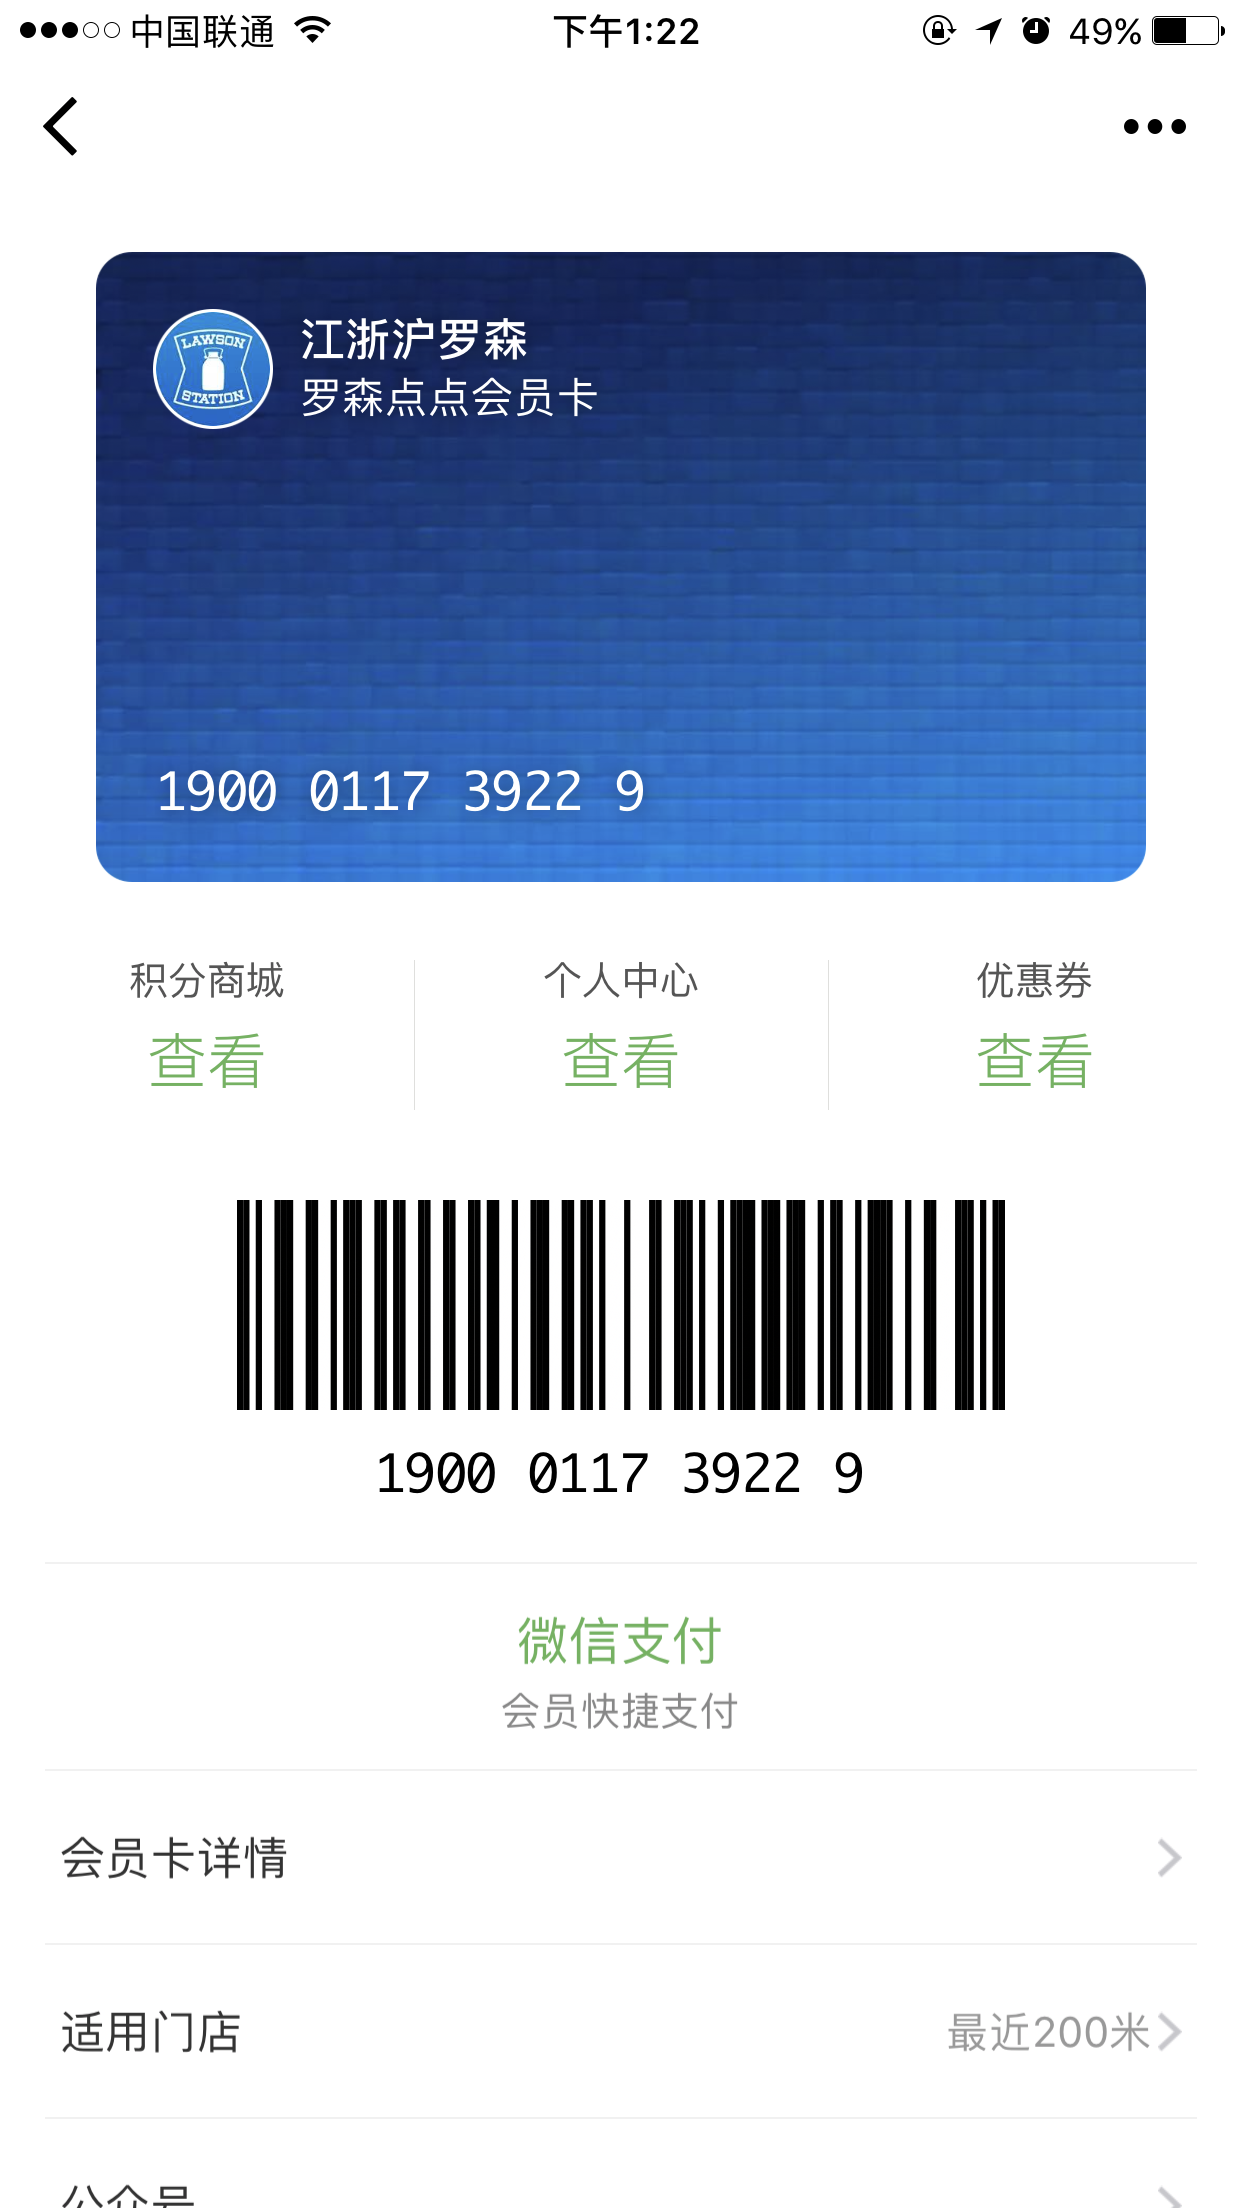 中国联通 下午1:22 49%
LAWSON
STATION
江浙沪罗森
罗森点点会员卡
1900 0117 3922 9
积分商城 个人中心 优惠券
查看 查看 查看
1900 0117 3922 9
微信支付
会员快捷支付
会员卡详情
适用门店 最近200米
公众号